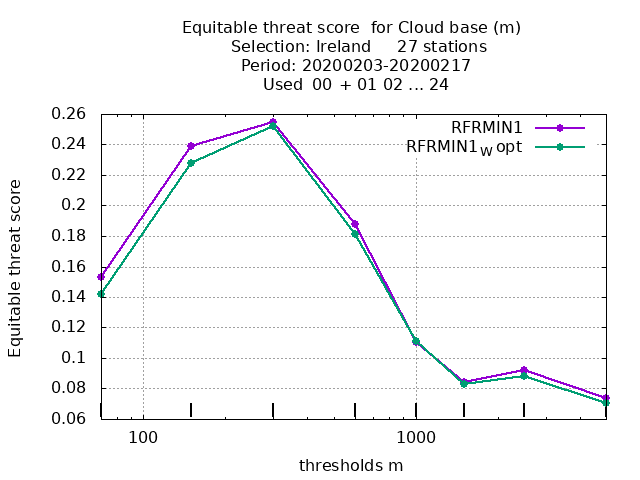 Equitable threat score  for Cloud base (m)
Selection: Ireland     27 stations
Period: 20200203-20200217
Used  00 + 01 02 ... 24
RFRMIN1
RFRMIN1W opt
Equitable threat score
0.26
0.24
0.22
0.2
0.18
0.16
0.14
0.12
0.1
0.08
0.06
100
1000
thresholds m